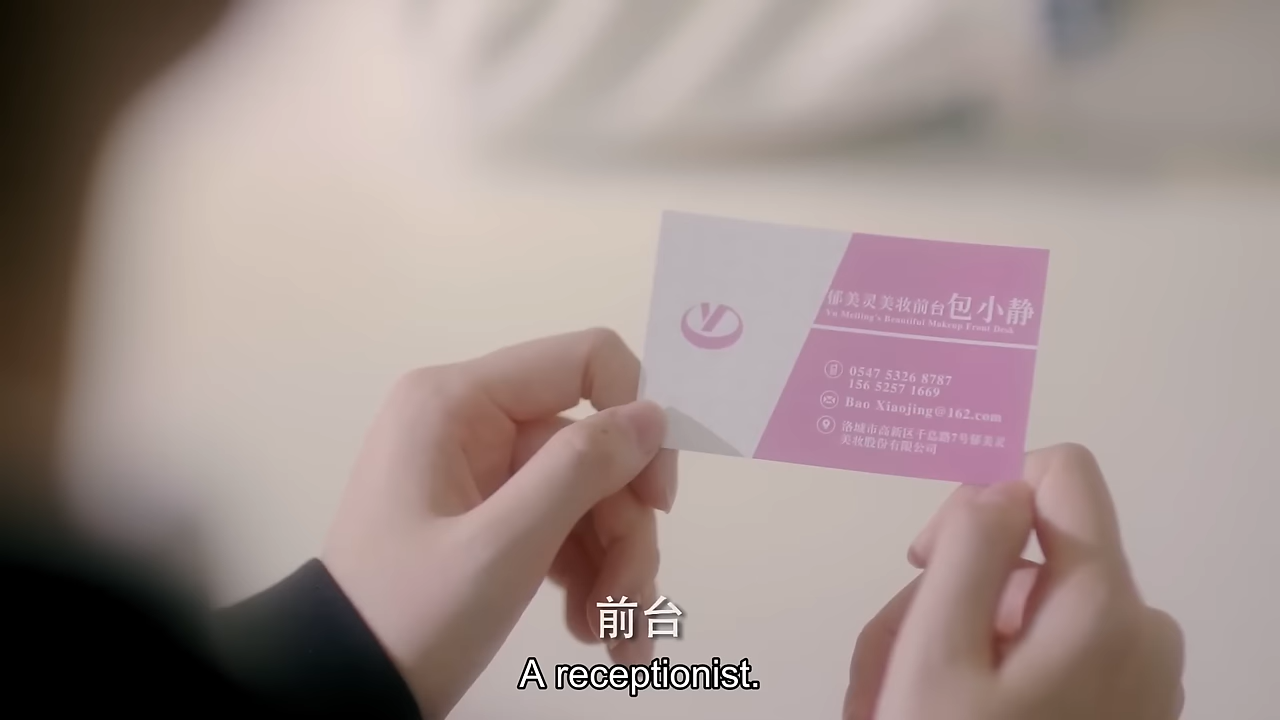 郁美灵美妆前台 包小静
Yu Meiling's Beautiful Makeup Front Desk
0547 5326 8787
156 5257 1669
Bao Xiaojing@162.com
洛城市高新区千息路7号郁美灵
美妆股份有限公司
前台
A receptionist.